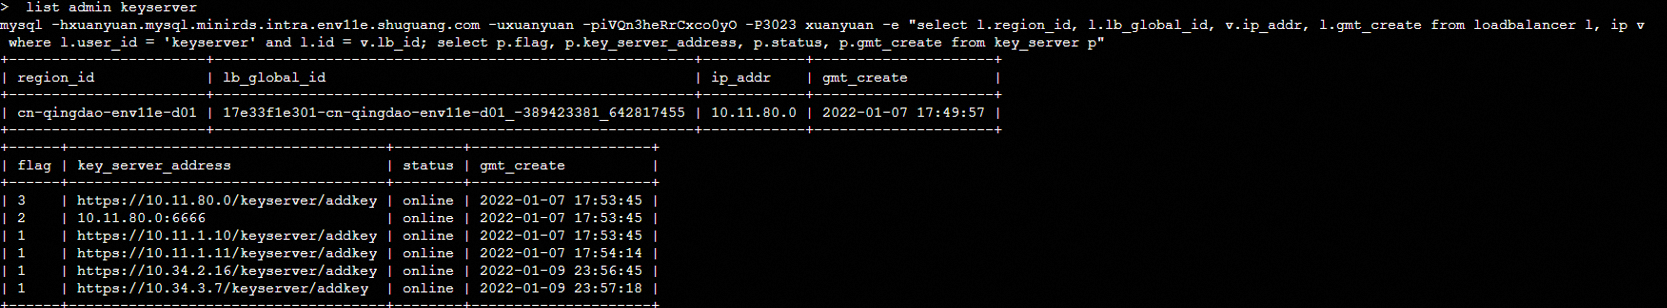 >  list admin keyserver
mysql -hxuanyuan.mysql.minirds.intra.env11e.shuguang.com -uxuanyuan -piVQn3heRrCxco0yO -P3023 xuanyuan -e "select l.region_id, l.lb_global_id, v.ip_addr, l.gmt_create from loadbalancer l, ip v
 where l.user_id = 'keyserver' and l.id = v.lb_id; select p.flag, p.key_server_address, p.status, p.gmt_create from key_server p"
| region_id | lb_global_id | ip_addr | gmt_create |
| cn-qingdao-env11e-d01 | 17e33f1e301-cn-qingdao-env11e-d01_-389423381_642817455 | 10.11.80.0 | 2022-01-07 17:49:57 |
| flag | key_server_address | status | gmt_create |
| 3 | https://10.11.80.0/keyserver/addkey | online | 2022-01-07 17:53:45 |
| 2 | 10.11.80.0:6666 | online | 2022-01-07 17:53:45 |
| 1 | https://10.11.1.10/keyserver/addkey | online | 2022-01-07 17:53:45 |
| 1 | https://10.11.1.11/keyserver/addkey | online | 2022-01-07 17:54:14 |
| 1 | https://10.34.2.16/keyserver/addkey | online | 2022-01-09 23:56:45 |
| 1 | https://10.34.3.7/keyserver/addkey | online | 2022-01-09 23:57:18 |